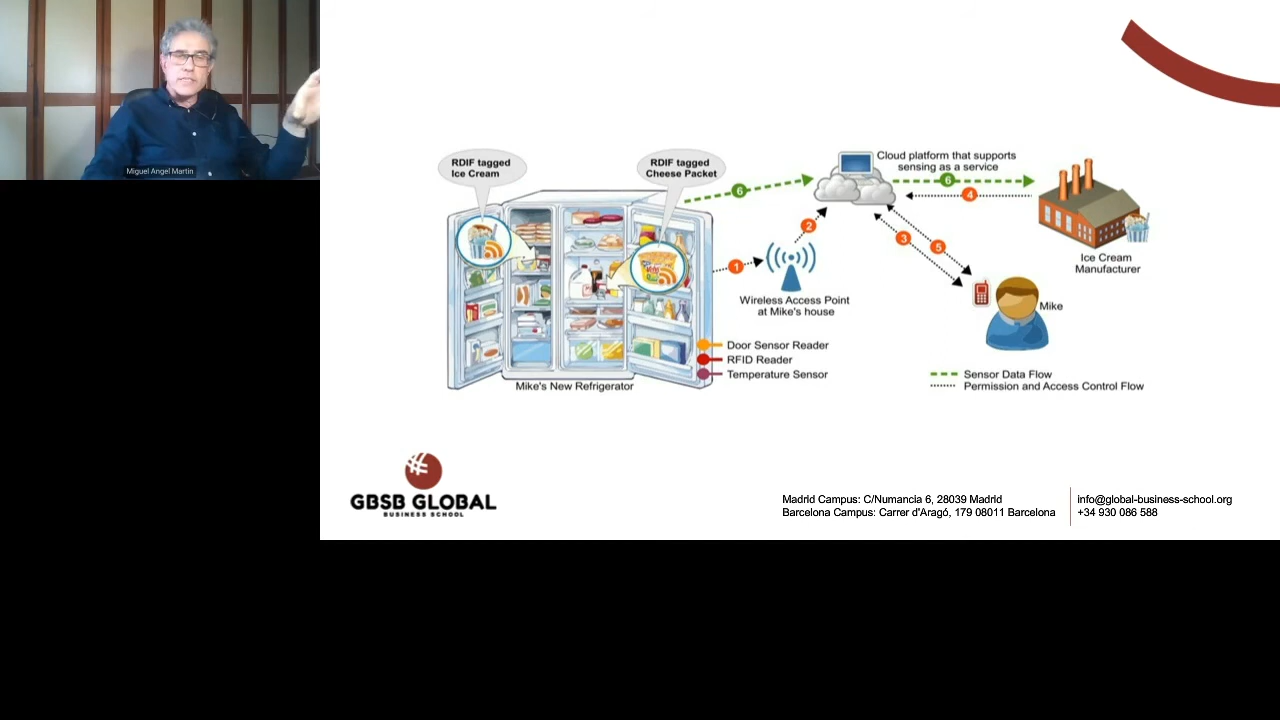 Miguel Angel Martin
RDIF tagged
Ice Cream
RDIF tagged
Cheese Packet
6
Cloud platform that supports
sensing as a service
6
4
2
3
5
1
Wireless Access Point
at Mike's house
Ice Cream
Manufacturer
Mike
Door Sensor Reader
RFID Reader
Temperature Sensor
Mike's New Refrigerator
Sensor Data Flow
Permission and Access Control Flow
GBSB GLOBAL
BUSINESS SCHOOL
Madrid Campus: C/Numancia 6, 28039 Madrid
Barcelona Campus: Carrer d'Aragó, 179 08011 Barcelona
info@global-business-school.org
+34 930 086 588